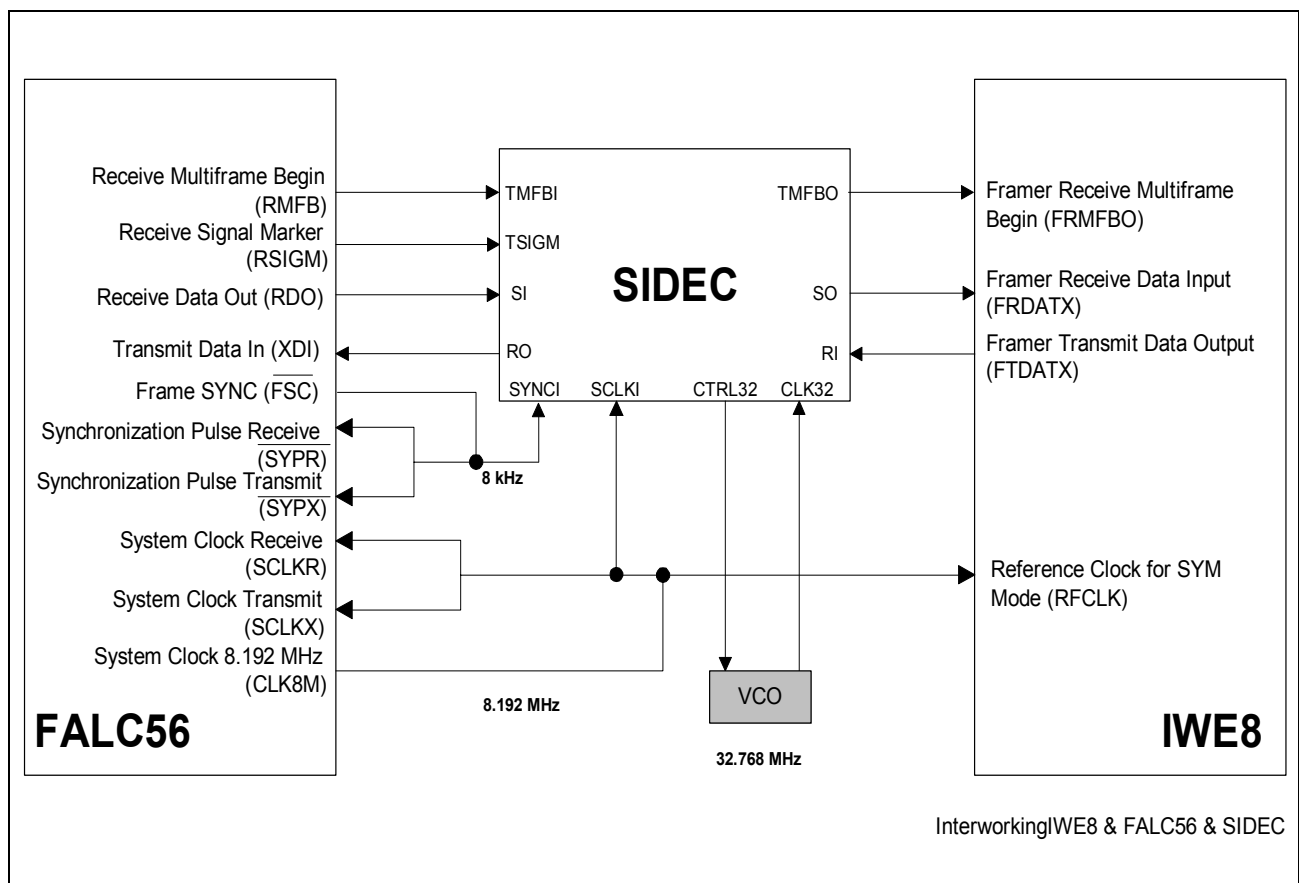 Receive Multiframe Begin
(RMFB)
Receive Signal Marker
(RSIGM)
Receive Data Out (RDO)
Transmit Data In (XDI)
Frame SYNC (FSC)
Synchronization Pulse Receive
(SYPR)
Synchronization Pulse Transmit
(SYPX)
System Clock Receive
(SCLKR)
System Clock Transmit
(SCLKX)
System Clock 8.192 MHz
(CLK8M)
FALC56
TMFBI
TMFBO
TSIGM
SIDEC
SI
SO
RO
RI
SYNCI
SCLKI
CTRL32
CLK32
8 kHz
8.192 MHz
VCO
32.768 MHz
Framer Receive Multiframe
Begin (FRMFBO)
Framer Receive Data Input
(FRDATX)
Framer Transmit Data Output
(FTDATX)
Reference Clock for SYM
Mode (RFCLK)
IWE8
InterworkingIWE8 & FALC56 & SIDEC